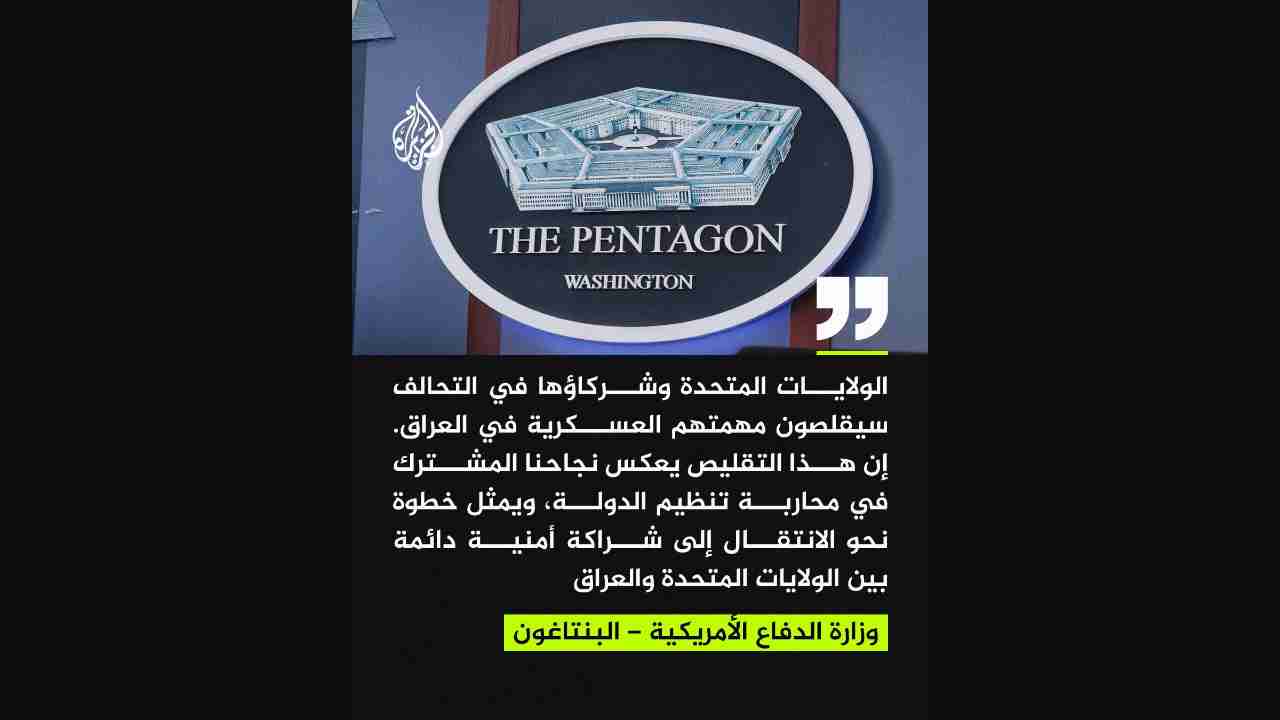 الجزيرة
THE PENTAGON
WASHINGTON
الولايات المتحدة وشركاؤها في التحالف
سيقلصون مهمتهم العسكرية في العراق.
إن هذا التقليص يعكس نجاحنا المشترك
في محاربة تنظيم الدولة، ويمثل خطوة
نحو الانتقال إلى شراكة أمنية دائمة
بين الولايات المتحدة والعراق
وزارة الدفاع الأمريكية – البنتاغون